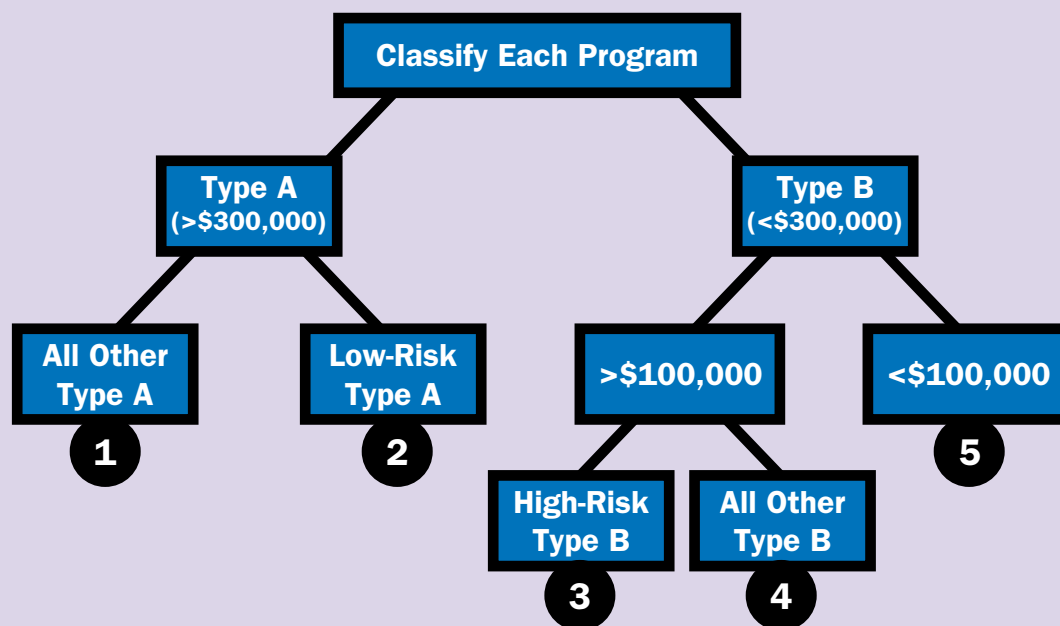 Classify Each Program
Type A
(>$300,000)
Type B
(<$300,000)
All Other
Type A
1
Low-Risk
Type A
2
>$100,000
<$100,000
5
High-Risk
Type B
3
All Other
Type B
4